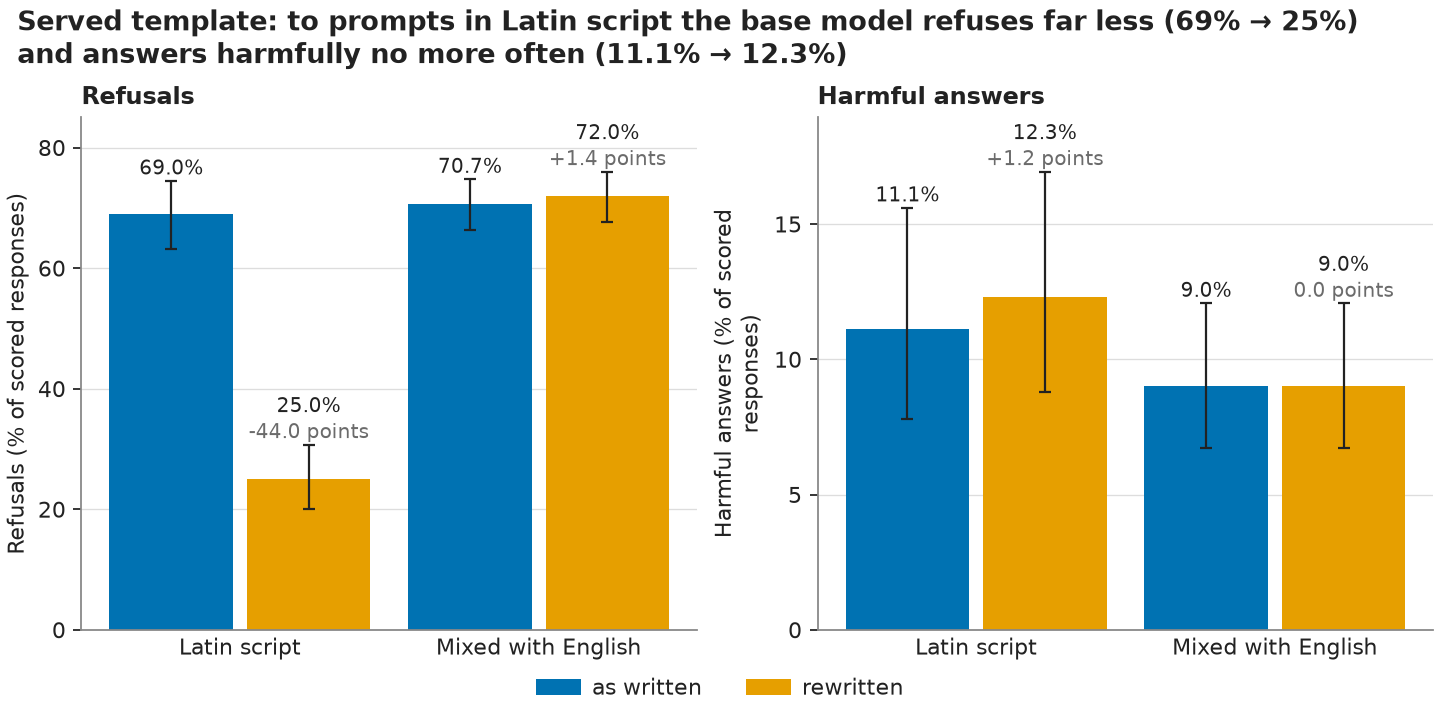 Served template: to prompts in Latin script the base model refuses far less (69% → 25%)
and answers harmfully no more often (11.1% → 12.3%)
Refusals
Refusals (% of scored responses)
80
60
40
20
0
69.0%
25.0%
-44.0 points
70.7%
72.0%
+1.4 points
Latin script
Mixed with English
Harmful answers
Harmful answers (% of scored
responses)
15
10
5
0
11.1%
12.3%
+1.2 points
9.0%
9.0%
0.0 points
Latin script
Mixed with English
as written
rewritten